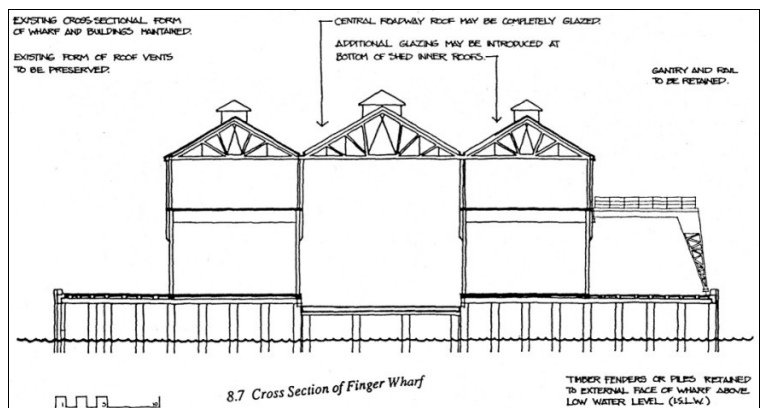 EXISTING CROSS SECTIONAL FORM
OF WHARF AND BUILDINGS MAINTAINED.
EXISTING FORM OF ROOF VENTS
TO BE PRESERVED.
CENTRAL ROADWAY ROOF MAY BE COMPLETELY GLAZED.
ADDITIONAL GLAZING MAY BE INTRODUCED AT
BOTTOM OF SHED INNER ROOFS.
GANTRY AND RAIL
TO BE RETAINED.
8.7 Cross Section of Finger Wharf
TIMBER FENDERS OR PILES RETAINED
TO EXTERNAL FACE OF WHARF ABOVE
LOW WATER LEVEL (I.S.L.W.)
1 5 10